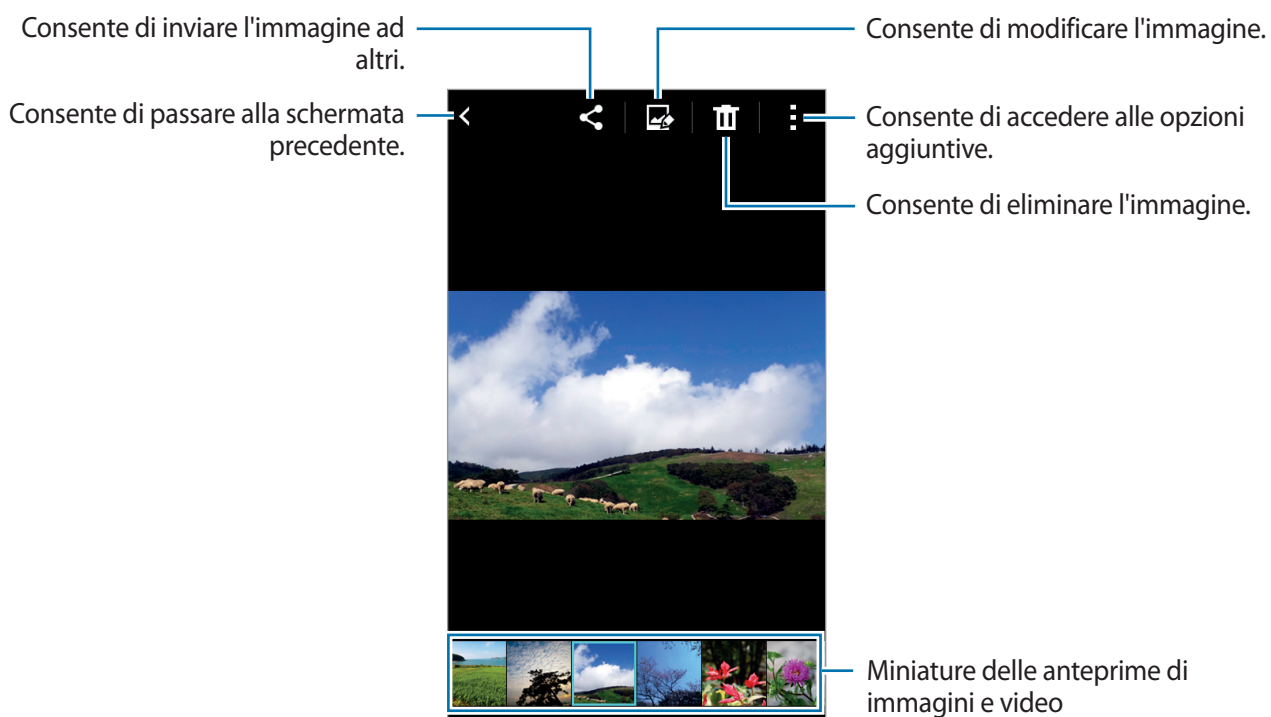 Consente di inviare l'immagine ad
altri.
Consente di passare alla schermata
precedente.
Consente di modificare l'immagine.
Consente di accedere alle opzioni
aggiuntive.
Consente di eliminare l'immagine.
Miniature delle anteprime di
immagini e video